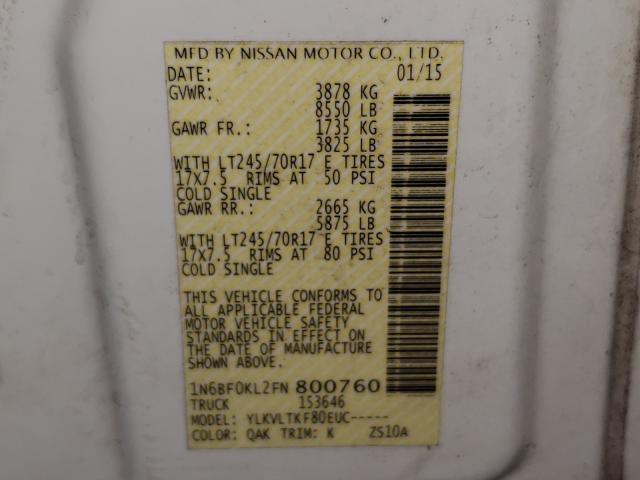 MFD BY NISSAN MOTOR CO., LTD.
DATE: 01/15
GVWR: 3878 KG
8550 LB
GAWR FR.: 1735 KG
3825 LB
WITH LT245/70R17 E TIRES
17X7.5 RIMS AT 50 PSI
COLD SINGLE
GAWR RR.: 2665 KG
5875 LB
WITH LT245/70R17 E TIRES
17X7.5 RIMS AT 80 PSI
COLD SINGLE
THIS VEHICLE CONFORMS TO
ALL APPLICABLE FEDERAL
MOTOR VEHICLE SAFETY
STANDARDS IN EFFECT ON
THE DATE OF MANUFACTURE
SHOWN ABOVE.
1N6BF0KL2FN 800760
TRUCK 153646
MODEL: YLKVLTKF80EUC-----
COLOR: QAK TRIM: K ZS10A